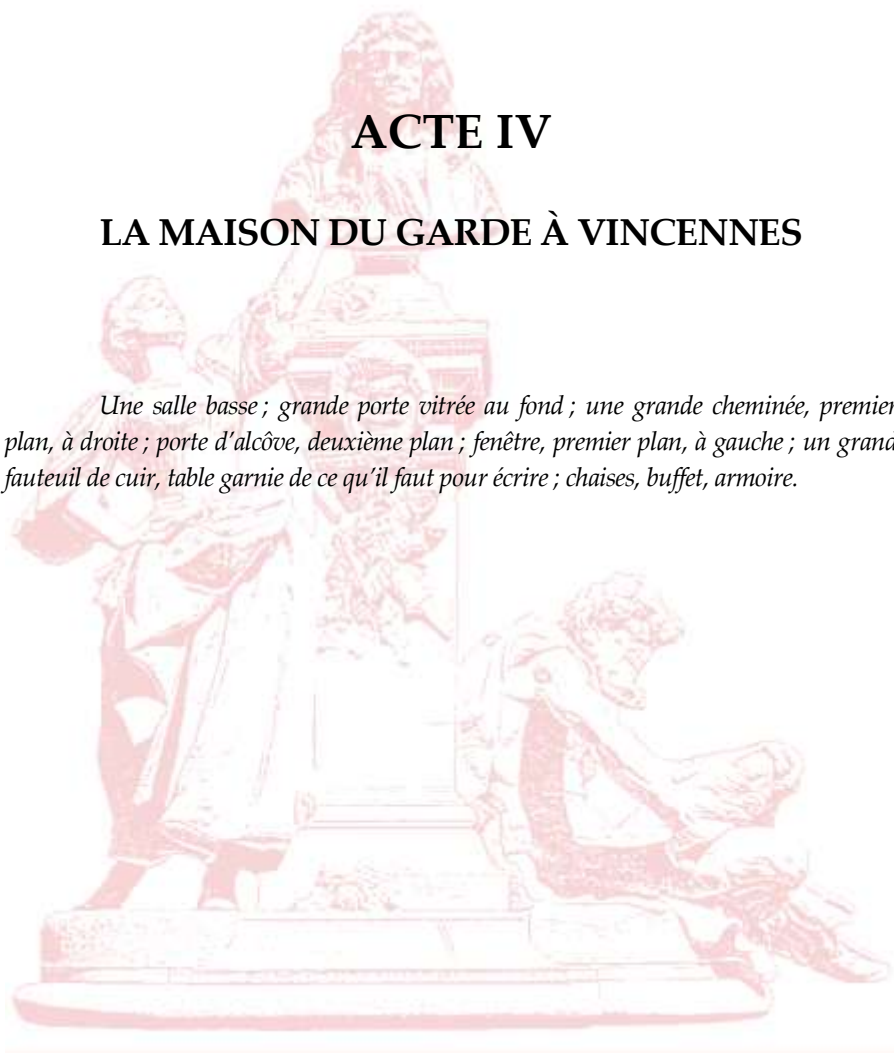 ACTE IV
LA MAISON DU GARDE À VINCENNES
Une salle basse ; grande porte vitrée au fond ; une grande cheminée, premier
plan, à droite ; porte d’alcôve, deuxième plan ; fenêtre, premier plan, à gauche ; un grand
fauteuil de cuir, table garnie de ce qu’il faut pour écrire ; chaises, buffet, armoire.